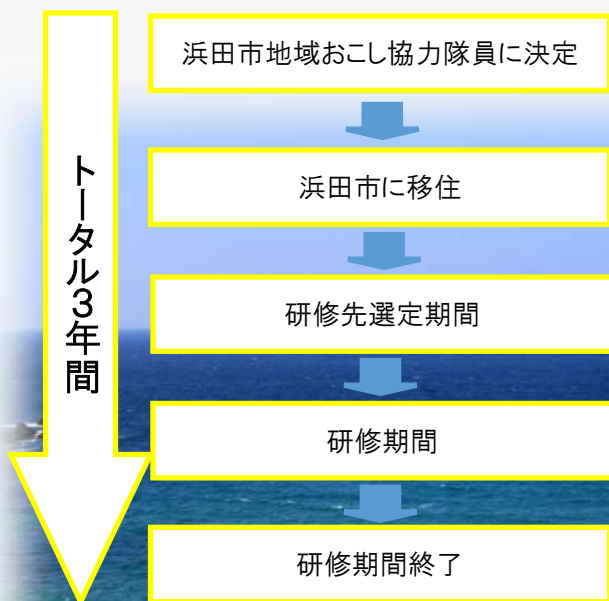 トータル3年間
浜田市地域おこし協力隊員に決定
浜田市に移住
研修先選定期間
研修期間
研修期間終了